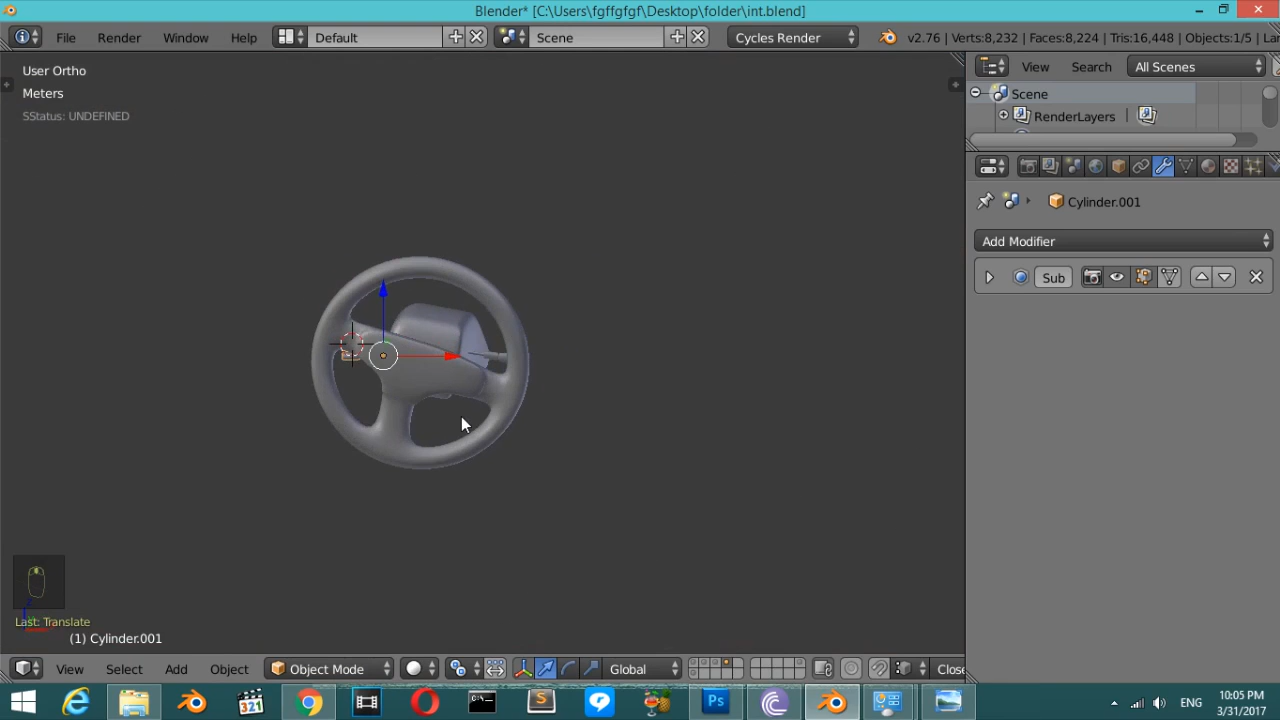 Blender* [C:\Users\fgffgfgf\Desktop\folder\int.blend]
File Render Window Help Default Scene Cycles Render v2.76 | Verts:8,232 | Faces:8,224 | Tris:16,448 | Objects:1/5 | La
User Ortho
Meters
SStatus: UNDEFINED
View Search All Scenes
Scene
RenderLayers
Cylinder.001
Add Modifier
Sub
Last: Translate
(1) Cylinder.001
View Select Add Object Object Mode Global Close
321
Ps
ENG
10:05 PM
3/31/2017